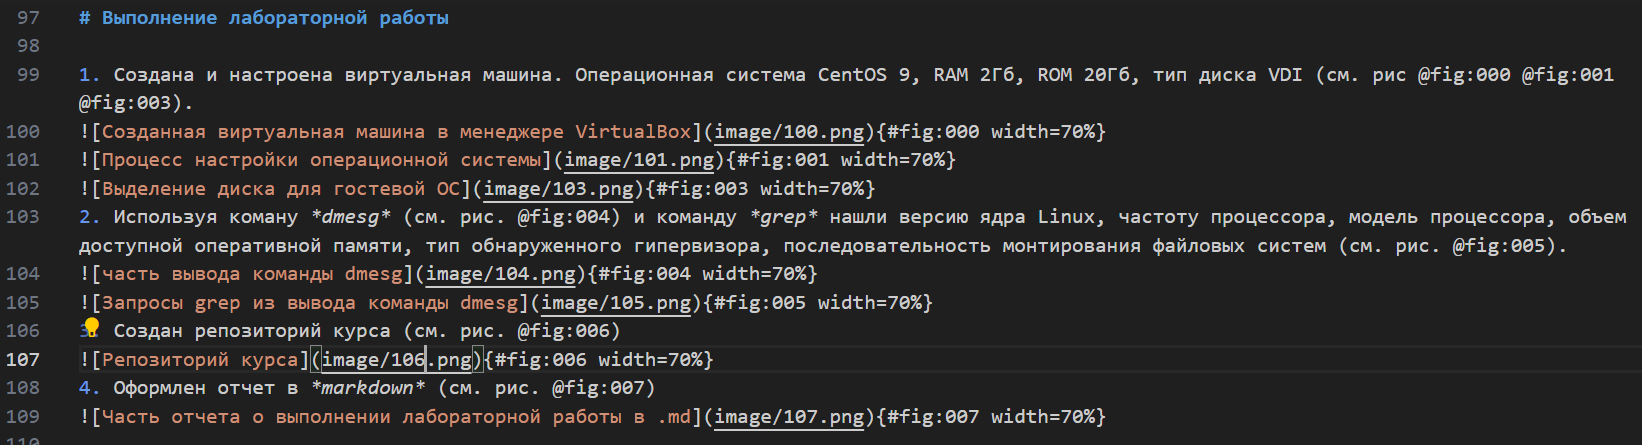 97 # Выполнение лабораторной работы
98
99 1. Создана и настроена виртуальная машина. Операционная система CentOS 9, RAM 2Гб, ROM 20Гб, тип диска VDI (см. рис @fig:000 @fig:001
@fig:003).
100 ![Созданная виртуальная машина в менеджере VirtualBox](image/100.png){#fig:000 width=70%}
101 ![Процесс настройки операционной системы](image/101.png){#fig:001 width=70%}
102 ![Выделение диска для гостевой ОС](image/103.png){#fig:003 width=70%}
103 2. Используя коману *dmesg* (см. рис. @fig:004) и команду *grep* нашли версию ядра Linux, частоту процессора, модель процессора, объем
доступной оперативной памяти, тип обнаруженного гипервизора, последовательность монтирования файловых систем (см. рис. @fig:005).
104 ![часть вывода команды dmesg](image/104.png){#fig:004 width=70%}
105 ![Запросы grep из вывода команды dmesg](image/105.png){#fig:005 width=70%}
106 3. Создан репозиторий курса (см. рис. @fig:006)
107 ![Репозиторий курса](image/106.png){#fig:006 width=70%}
108 4. Оформлен отчет в *markdown* (см. рис. @fig:007)
109 ![Часть отчета о выполнении лабораторной работы в .md](image/107.png){#fig:007 width=70%}
110